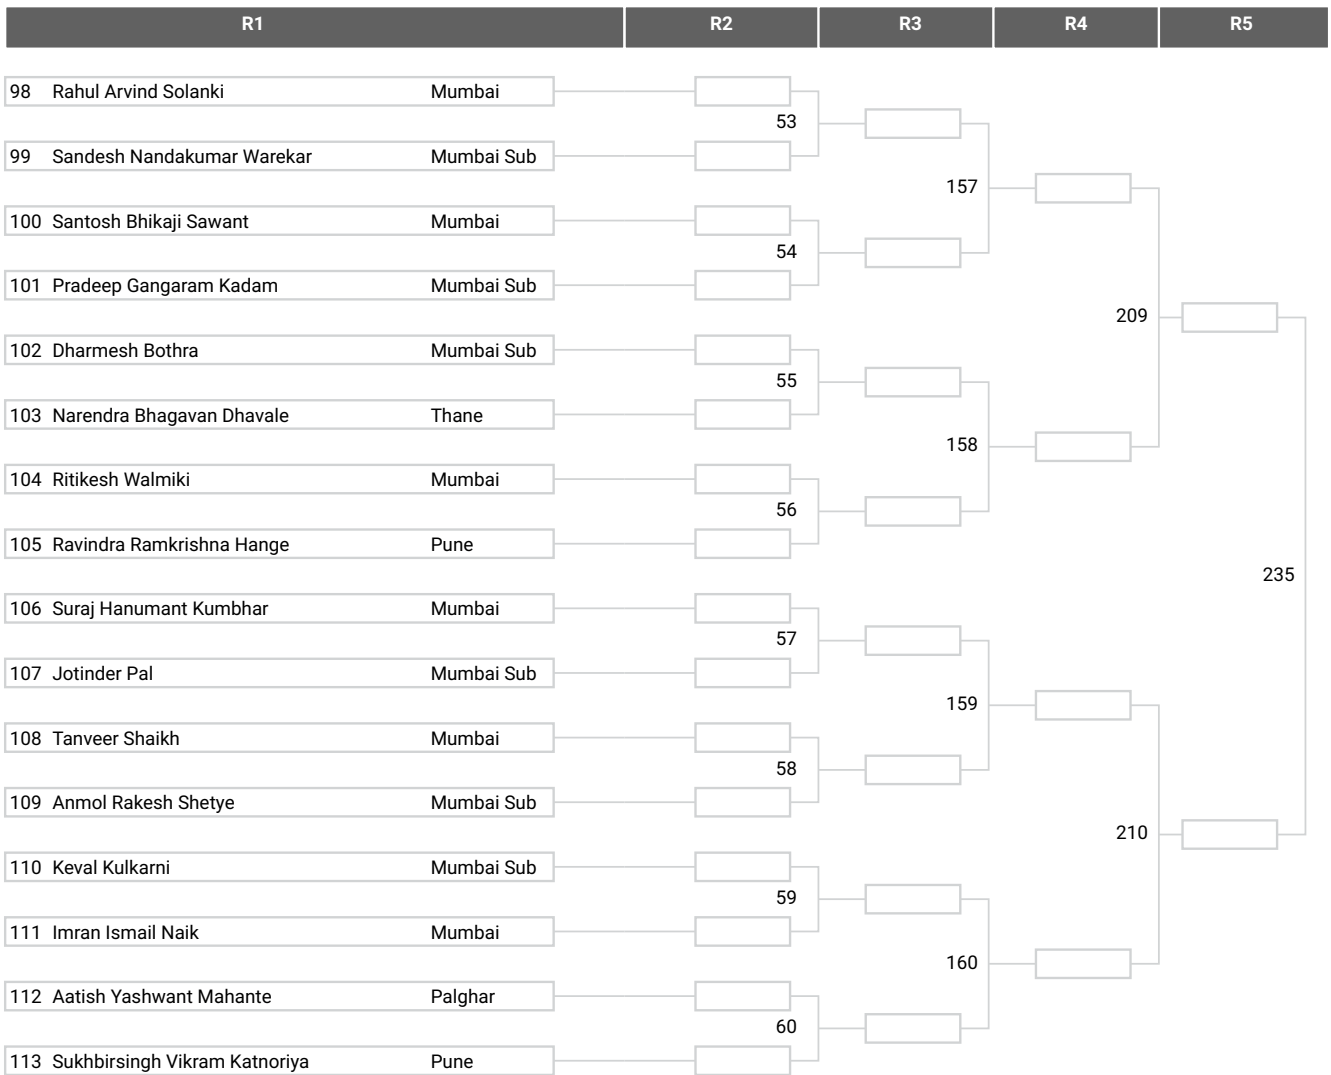 R1 R2 R3 R4 R5
98 Rahul Arvind Solanki Mumbai
53
99 Sandesh Nandakumar Warekar Mumbai Sub
157
100 Santosh Bhikaji Sawant Mumbai
54
101 Pradeep Gangaram Kadam Mumbai Sub
209
102 Dharmesh Bothra Mumbai Sub
55
103 Narendra Bhagavan Dhavale Thane
158
104 Ritikesh Walmiki Mumbai
56
105 Ravindra Ramkrishna Hange Pune
235
106 Suraj Hanumant Kumbhar Mumbai
57
107 Jotinder Pal Mumbai Sub
159
108 Tanveer Shaikh Mumbai
58
109 Anmol Rakesh Shetye Mumbai Sub
210
110 Keval Kulkarni Mumbai Sub
59
111 Imran Ismail Naik Mumbai
160
112 Aatish Yashwant Mahante Palghar
60
113 Sukhbirsingh Vikram Katnoriya Pune